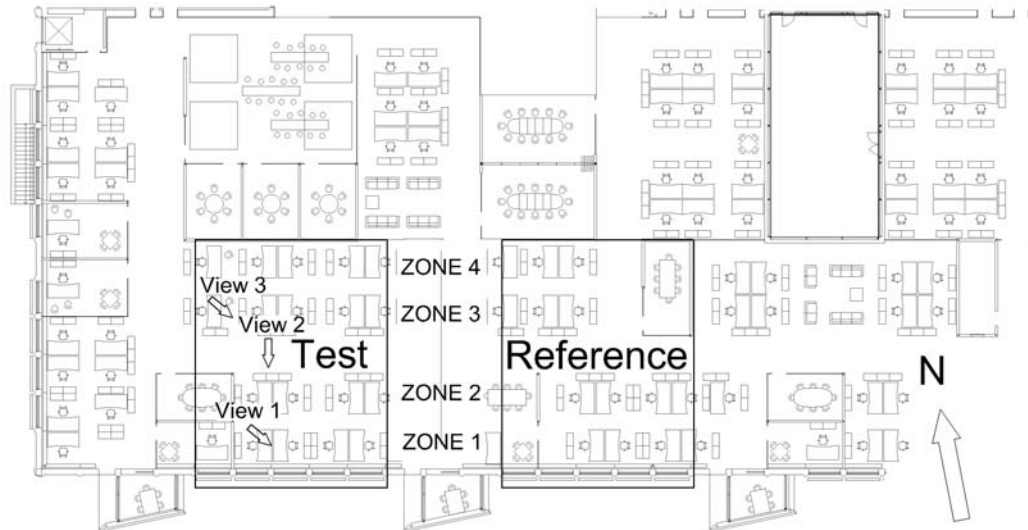 ZONE 4
View 3
ZONE 3
View 2
Test
Reference
N
ZONE 2
View 1
ZONE 1